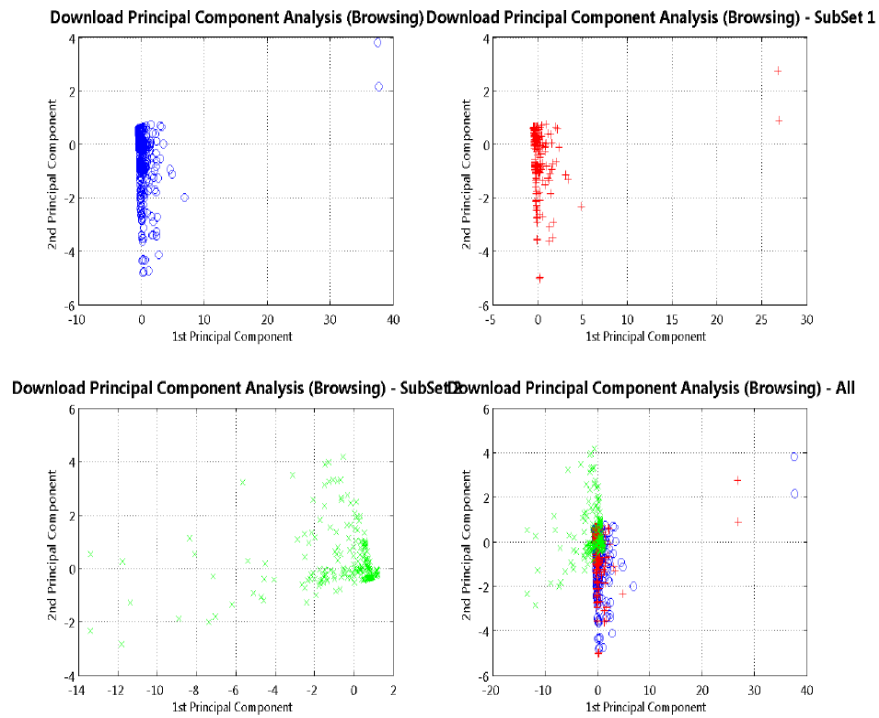 Download Principal Component Analysis (Browsing)
4
2
0
-2
-4
-6
2nd Principal Component
-10 0 10 20 30 40
1st Principal Component
Download Principal Component Analysis (Browsing) - SubSet 1
4
2
0
-2
-4
-6
2nd Principal Component
-5 0 5 10 15 20 25 30
1st Principal Component
Download Principal Component Analysis (Browsing) - SubSet 2
6
4
2
0
-2
-4
2nd Principal Component
-14 -12 -10 -8 -6 -4 -2 0 2
1st Principal Component
Download Principal Component Analysis (Browsing) - All
6
4
2
0
-2
-4
-6
2nd Principal Component
-20 -10 0 10 20 30 40
1st Principal Component